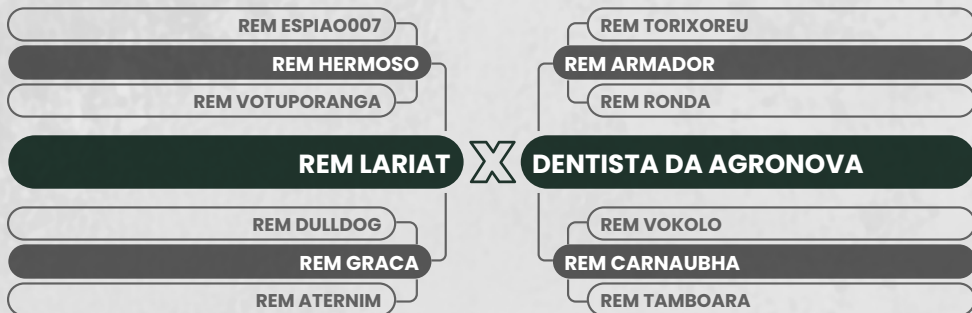 REM ESPIAO007
REM HERMOSO
REM VOTUPORANGA
REM LARIAT
REM DULLDOG
REM GRACA
REM ATERNIM
X
REM TORIXOREU
REM ARMADOR
REM RONDA
DENTISTA DA AGRONOVA
REM VOKOLO
REM CARNAUBHA
REM TAMBOARA